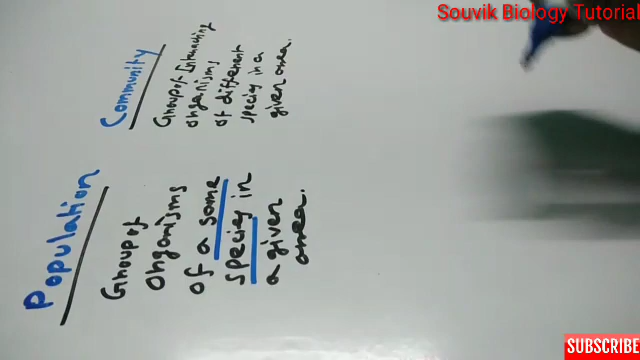 Souvik Biology Tutorial
Population
Group of
organisms
of a same
species in
a given
area.
Community
Group of Interacting
organisms
of different
species in a
given area.
SUBSCRIBE